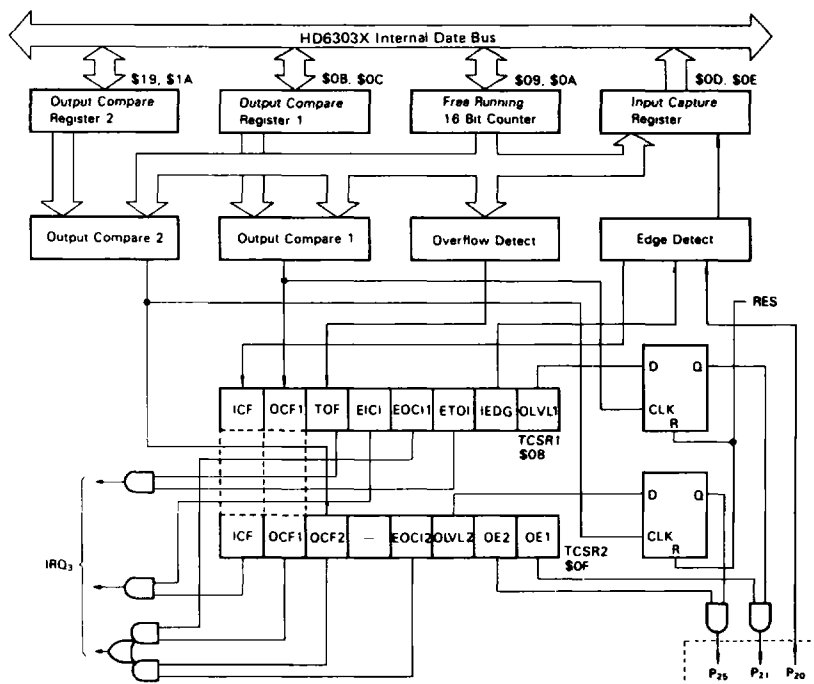 HD6303X Internal Date Bus
$19, $1A
$0B, $0C
$09, $0A
$0D, $0E
Output Compare
Register 2
Output Compare
Register 1
Free Running
16 Bit Counter
Input Capture
Register
Output Compare 2
Output Compare 1
Overflow Detect
Edge Detect
RES
D Q
CLK
R
ICF OCF1 TOF EICI EOCI1 ETOI IEDG OLVL1
TCSR1
$0B
D Q
CLK
R
ICF OCF1 OCF2 — EOCI2 OLVL2 OE2 OE1
TCSR2
$0F
IRQ₃
P₂₅ P₂₁ P₂₀